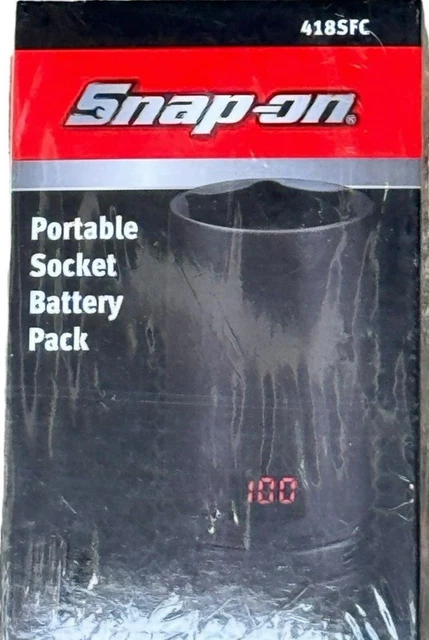 418SFC
Snap-on®
Portable
Socket
Battery
Pack
100